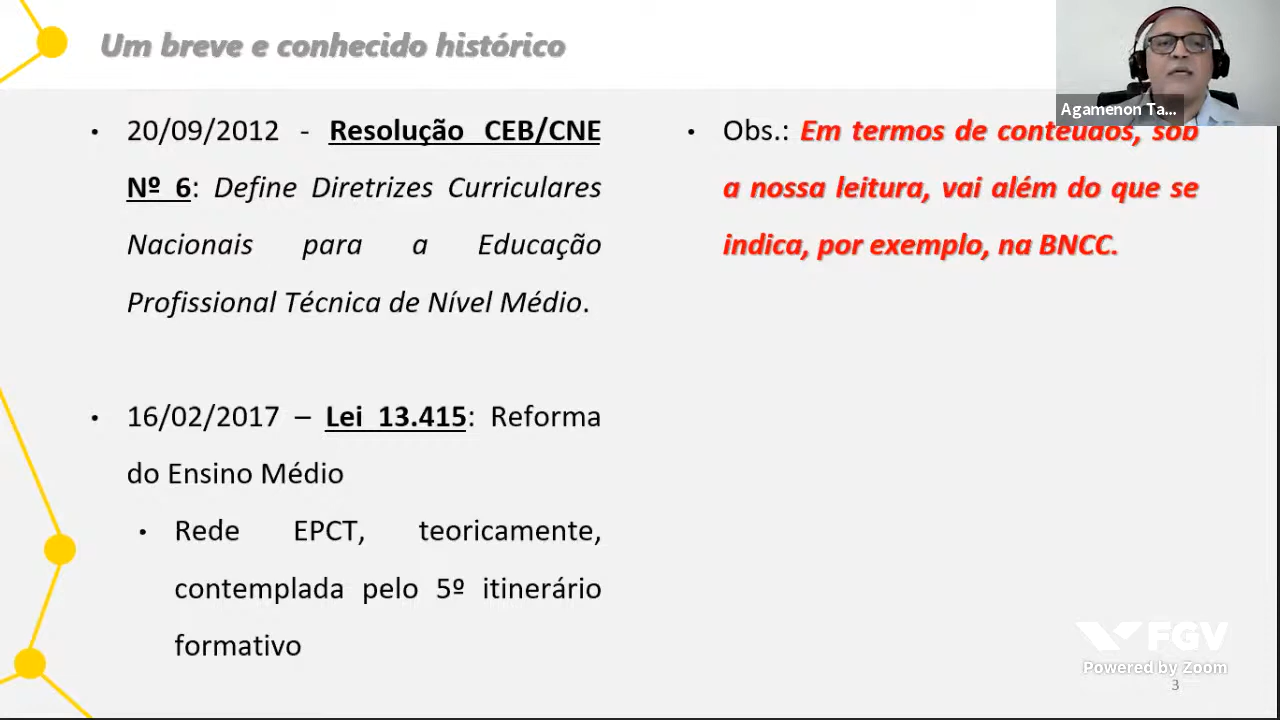 Um breve e conhecido histórico
Agamenon Ta...
• 20/09/2012 - Resolução CEB/CNE
Nº 6: Define Diretrizes Curriculares
Nacionais para a Educação
Profissional Técnica de Nível Médio.
• 16/02/2017 – Lei 13.415: Reforma
do Ensino Médio
• Rede EPCT, teoricamente,
contemplada pelo 5º itinerário
formativo
• Obs.: Em termos de conteúdos, sob
a nossa leitura, vai além do que se
indica, por exemplo, na BNCC.
FGV
Powered by Zoom
3